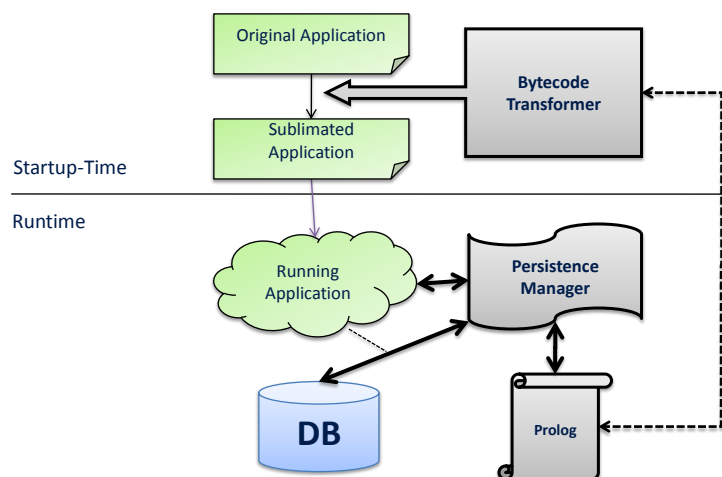 Original Application
Bytecode
Transformer
Sublimated
Application
Startup-Time
Runtime
Running
Application
Persistence
Manager
DB
Prolog